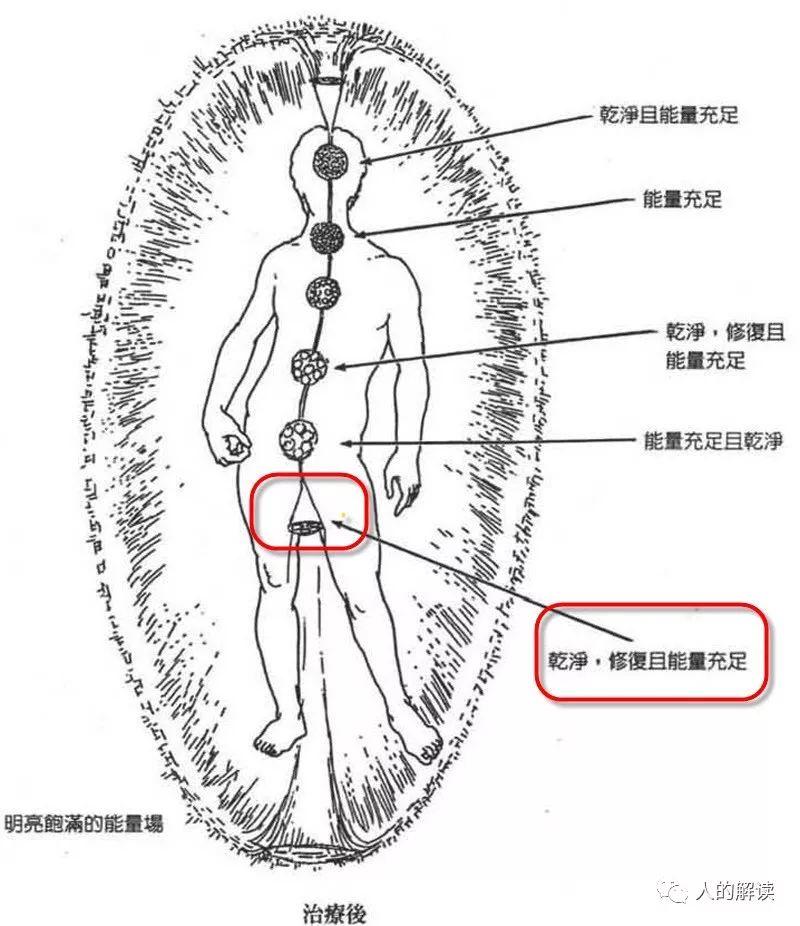 乾淨且能量充足
能量充足
乾淨，修復且
能量充足
能量充足且乾淨
乾淨，修復且能量充足
明亮飽滿的能量場
人的解读
治療後